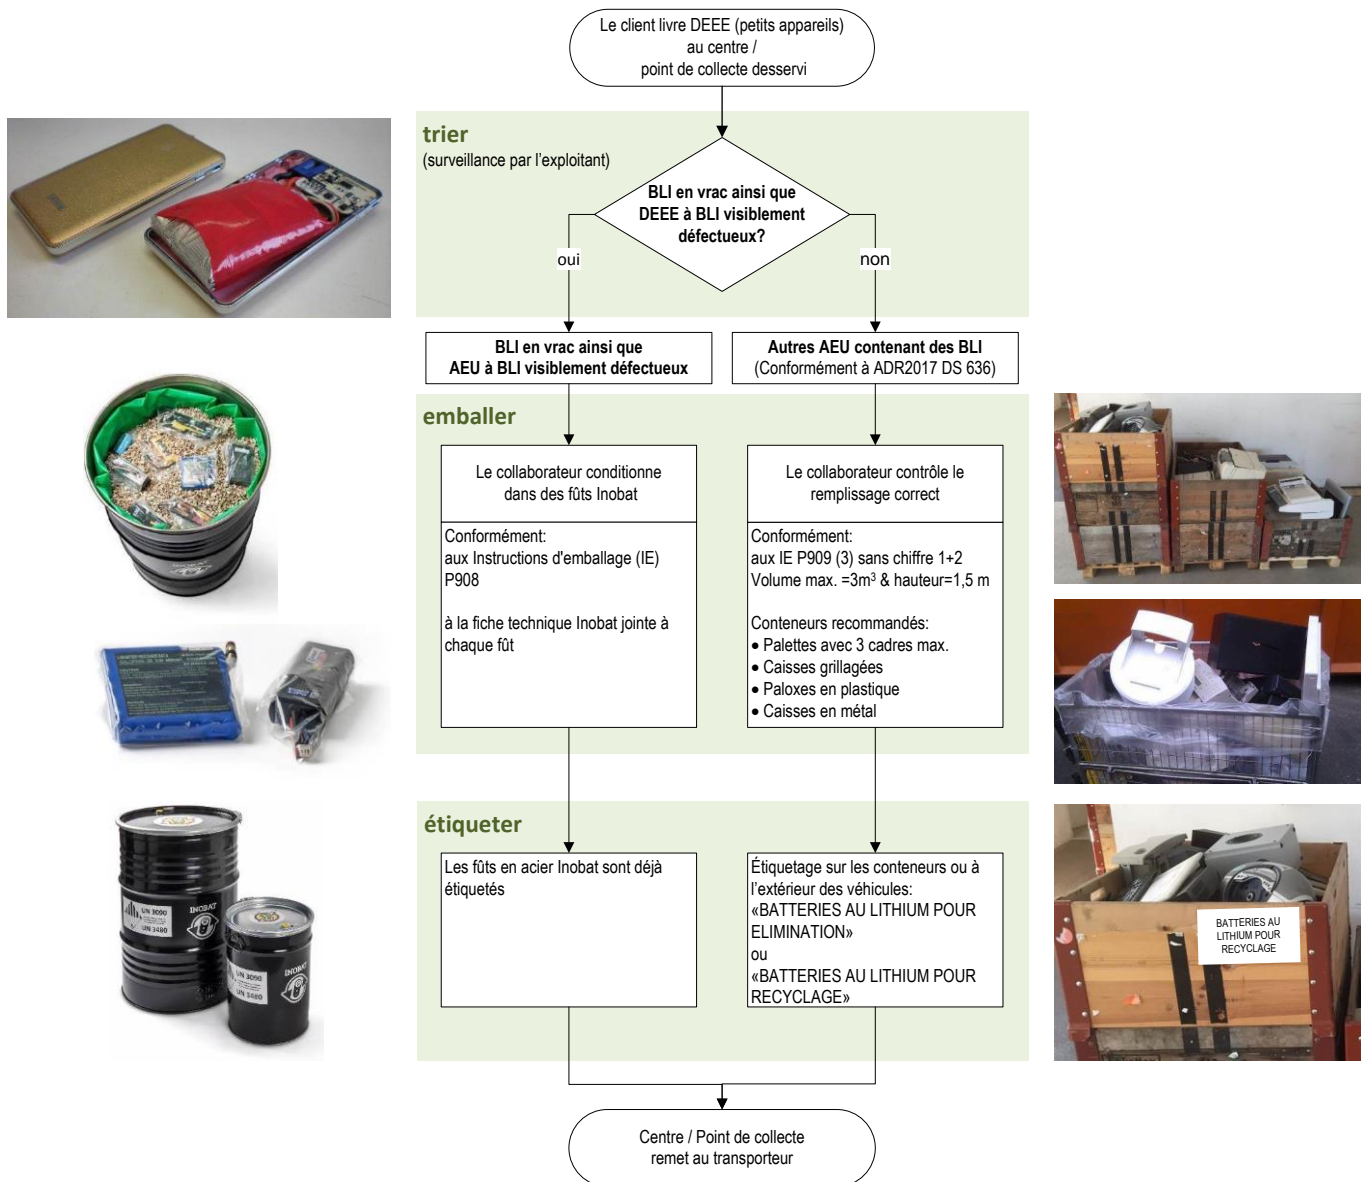 Le client livre DEEE (petits appareils)
au centre /
point de collecte desservi
trier
(surveillance par l'exploitant)
BLI en vrac ainsi que
DEEE à BLI visiblement
défectueux?
oui
non
BLI en vrac ainsi que
AEU à BLI visiblement défectueux
Autres AEU contenant des BLI
(Conformément à ADR2017 DS 636)
emballer
Le collaborateur conditionne
dans des fûts Inobat
Conformément:
aux Instructions d'emballage (IE)
P908
à la fiche technique Inobat jointe à
chaque fût
Le collaborateur contrôle le
remplissage correct
Conformément:
aux IE P909 (3) sans chiffre 1+2
Volume max. =3m³ & hauteur=1,5 m
Conteneurs recommandés:
• Palettes avec 3 cadres max.
• Caisses grillagées
• Paloxes en plastique
• Caisses en métal
étiqueter
Les fûts en acier Inobat sont déjà
étiquetés
Étiquetage sur les conteneurs ou à
l'extérieur des véhicules:
«BATTERIES AU LITHIUM POUR
ELIMINATION»
ou
«BATTERIES AU LITHIUM POUR
RECYCLAGE»
UN 3090
UN 3480
INOBAT
UN 3090
UN 3480
INOBAT
BATTERIES AU
LITHIUM POUR
RECYCLAGE
Centre / Point de collecte
remet au transporteur